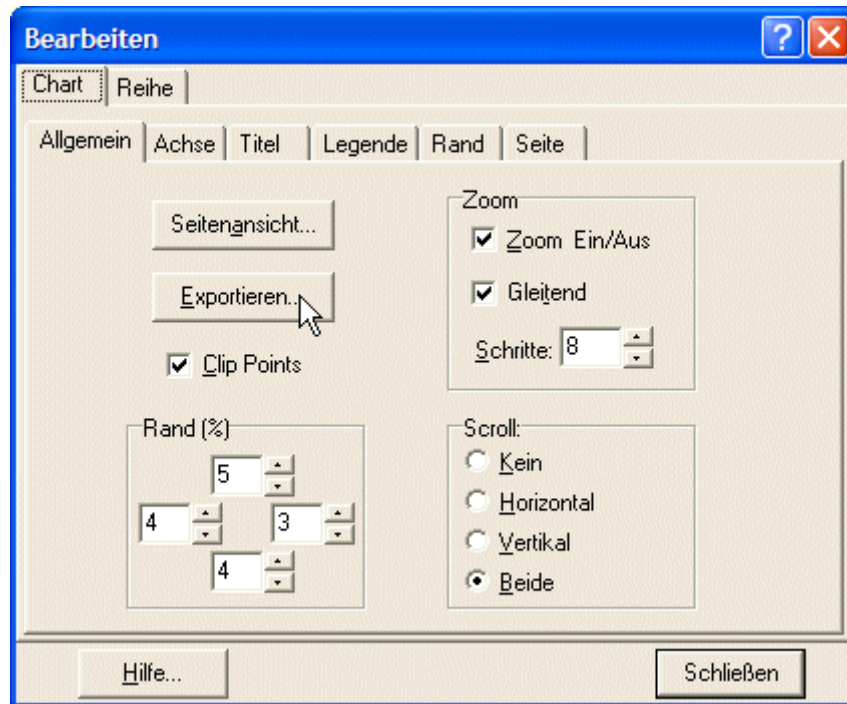 Bearbeiten
Chart Reihe
Allgemein Achse Titel Legende Rand Seite
Seitenansicht...
Exportieren...
Clip Points
Zoom
Zoom Ein/Aus
Gleitend
Schritte: 8
Rand (%)
5
4 3
4
Scroll:
Kein
Horizontal
Vertikal
Beide
Hilfe... Schließen